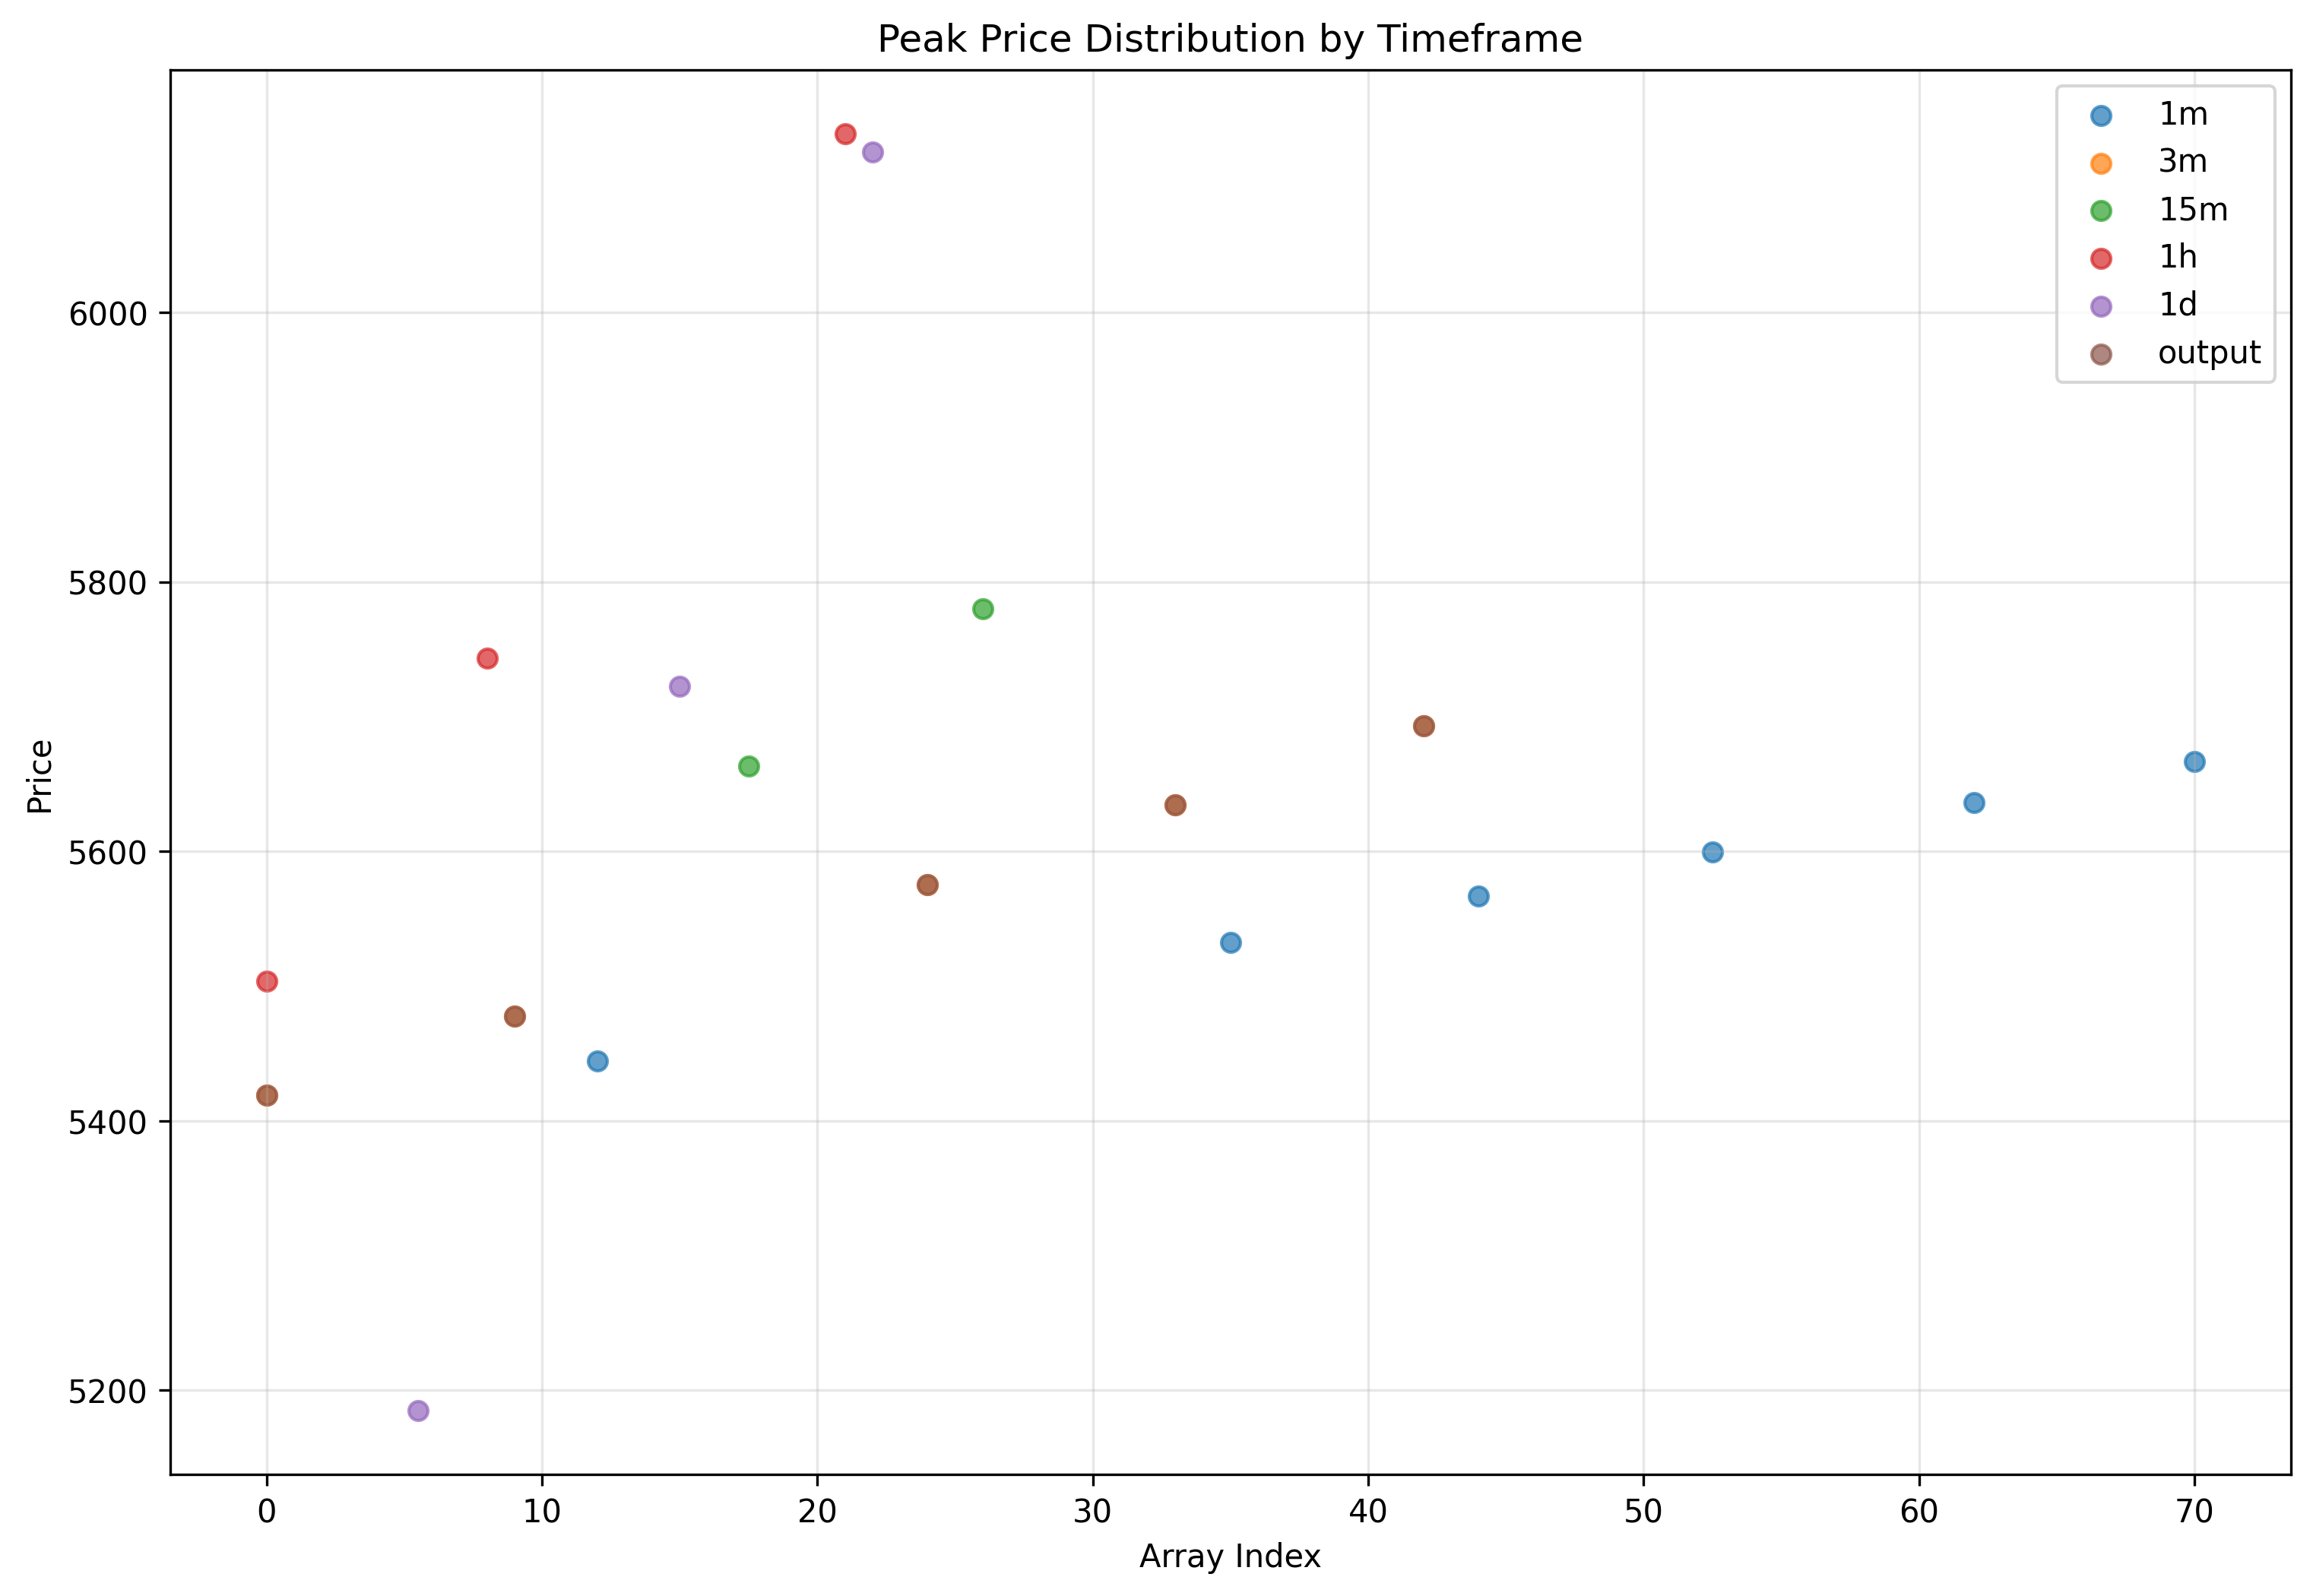 Peak Price Distribution by Timeframe
1m
3m
15m
1h
1d
output
6000
5800
5600
5400
5200
Price
0 10 20 30 40 50 60 70
Array Index